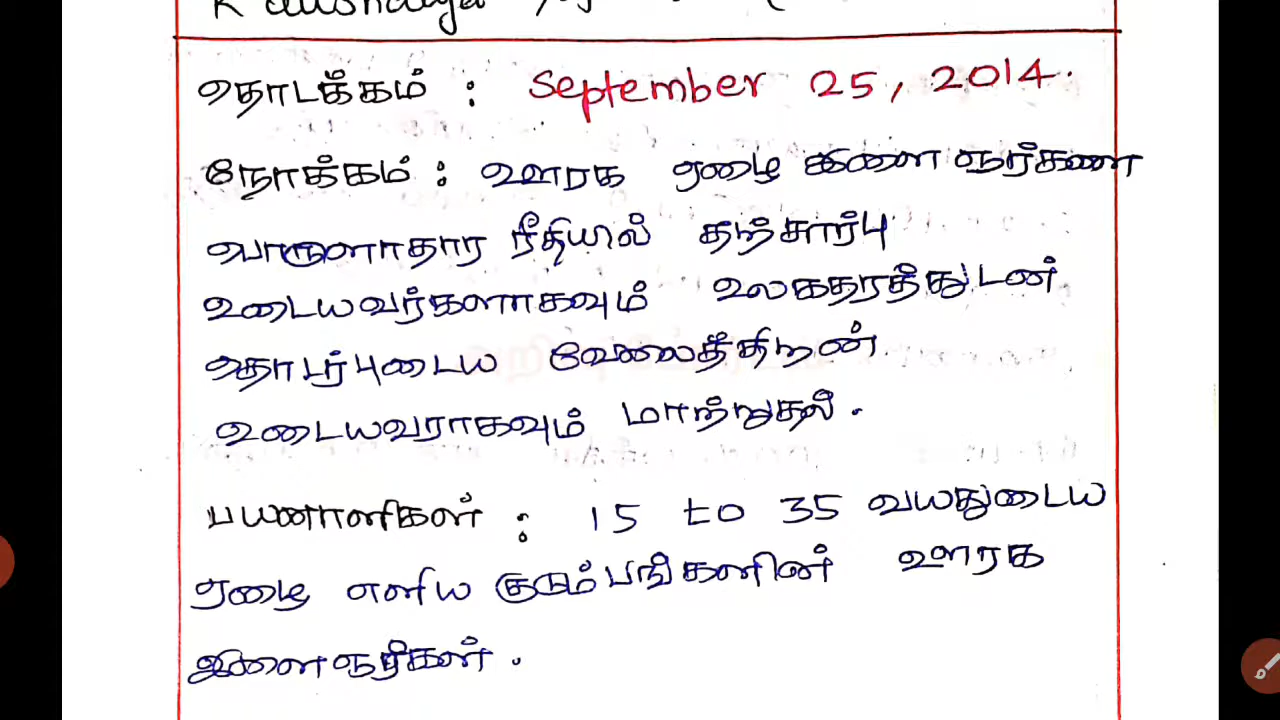 தொடக்கம் : September 25, 2014.
நோக்கம் : ஊரக ஏழை இளைஞர்களை
பொருளாதார ரீதியில் தற்சார்பு
உடையவர்களாகவும் உலகதரத்துடன்
தொடர்புடைய வேலைத்திறன்
உடையவராகவும் மாற்றுதல்.
பயனாளிகள் : 15 to 35 வயதுடைய
ஏழை எளிய குடும்பங்களின் ஊரக
இளைஞர்கள்.